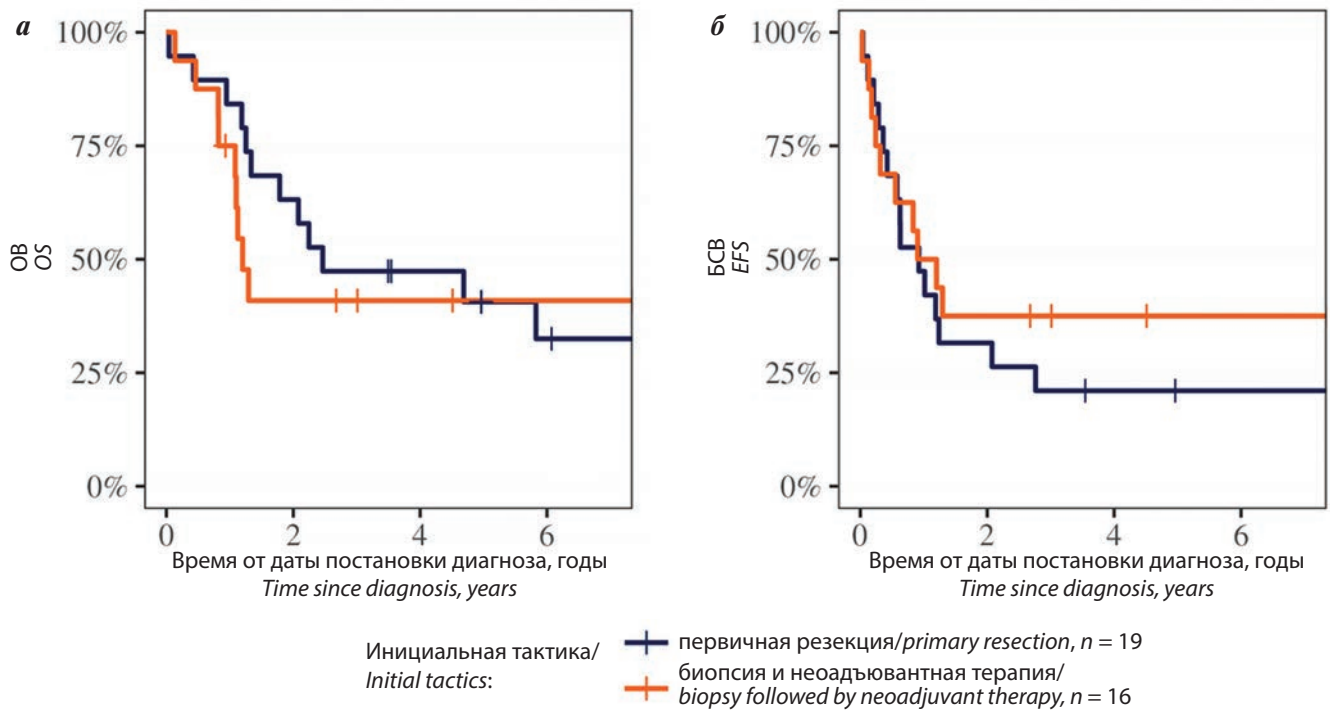 а
100%
75%
50%
25%
0%
ОВ
OS
0 2 4 6
Время от даты постановки диагноза, годы
Time since diagnosis, years
б
100%
75%
50%
25%
0%
БСВ
EFS
0 2 4 6
Время от даты постановки диагноза, годы
Time since diagnosis, years
Инициальная тактика/
Initial tactics:
первичная резекция/primary resection, n = 19
биопсия и неоадъювантная терапия/
biopsy followed by neoadjuvant therapy, n = 16